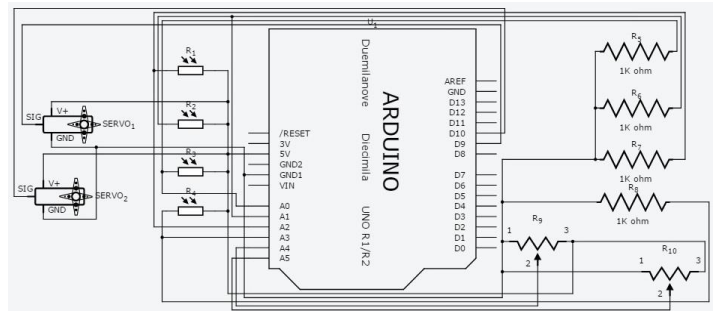 U1
R1
R2
R3
R4
SIG
V+
GND
SERVO1
SIG
V+
GND
SERVO2
Duemilanove
Diecimila
UNO R1/R2
ARDUINO
/RESET
3V
5V
GND2
GND1
VIN
A0
A1
A2
A3
A4
A5
AREF
GND
D13
D12
D11
D10
D9
D8
D7
D6
D5
D4
D3
D2
D1
D0
R5
1K ohm
R6
1K ohm
R7
1K ohm
R8
1K ohm
R9
1
3
2
R10
1
3
2